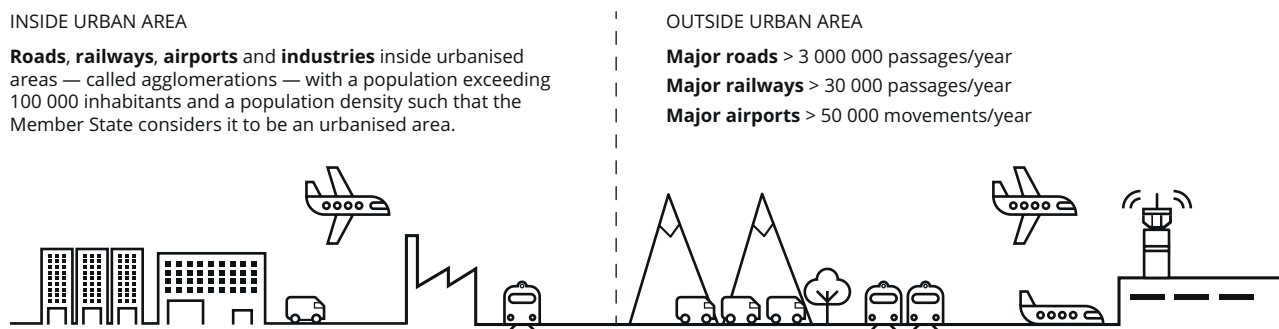 INSIDE URBAN AREA
Roads, railways, airports and industries inside urbanised
areas — called agglomerations — with a population exceeding
100 000 inhabitants and a population density such that the
Member State considers it to be an urbanised area.
OUTSIDE URBAN AREA
Major roads > 3 000 000 passages/year
Major railways > 30 000 passages/year
Major airports > 50 000 movements/year